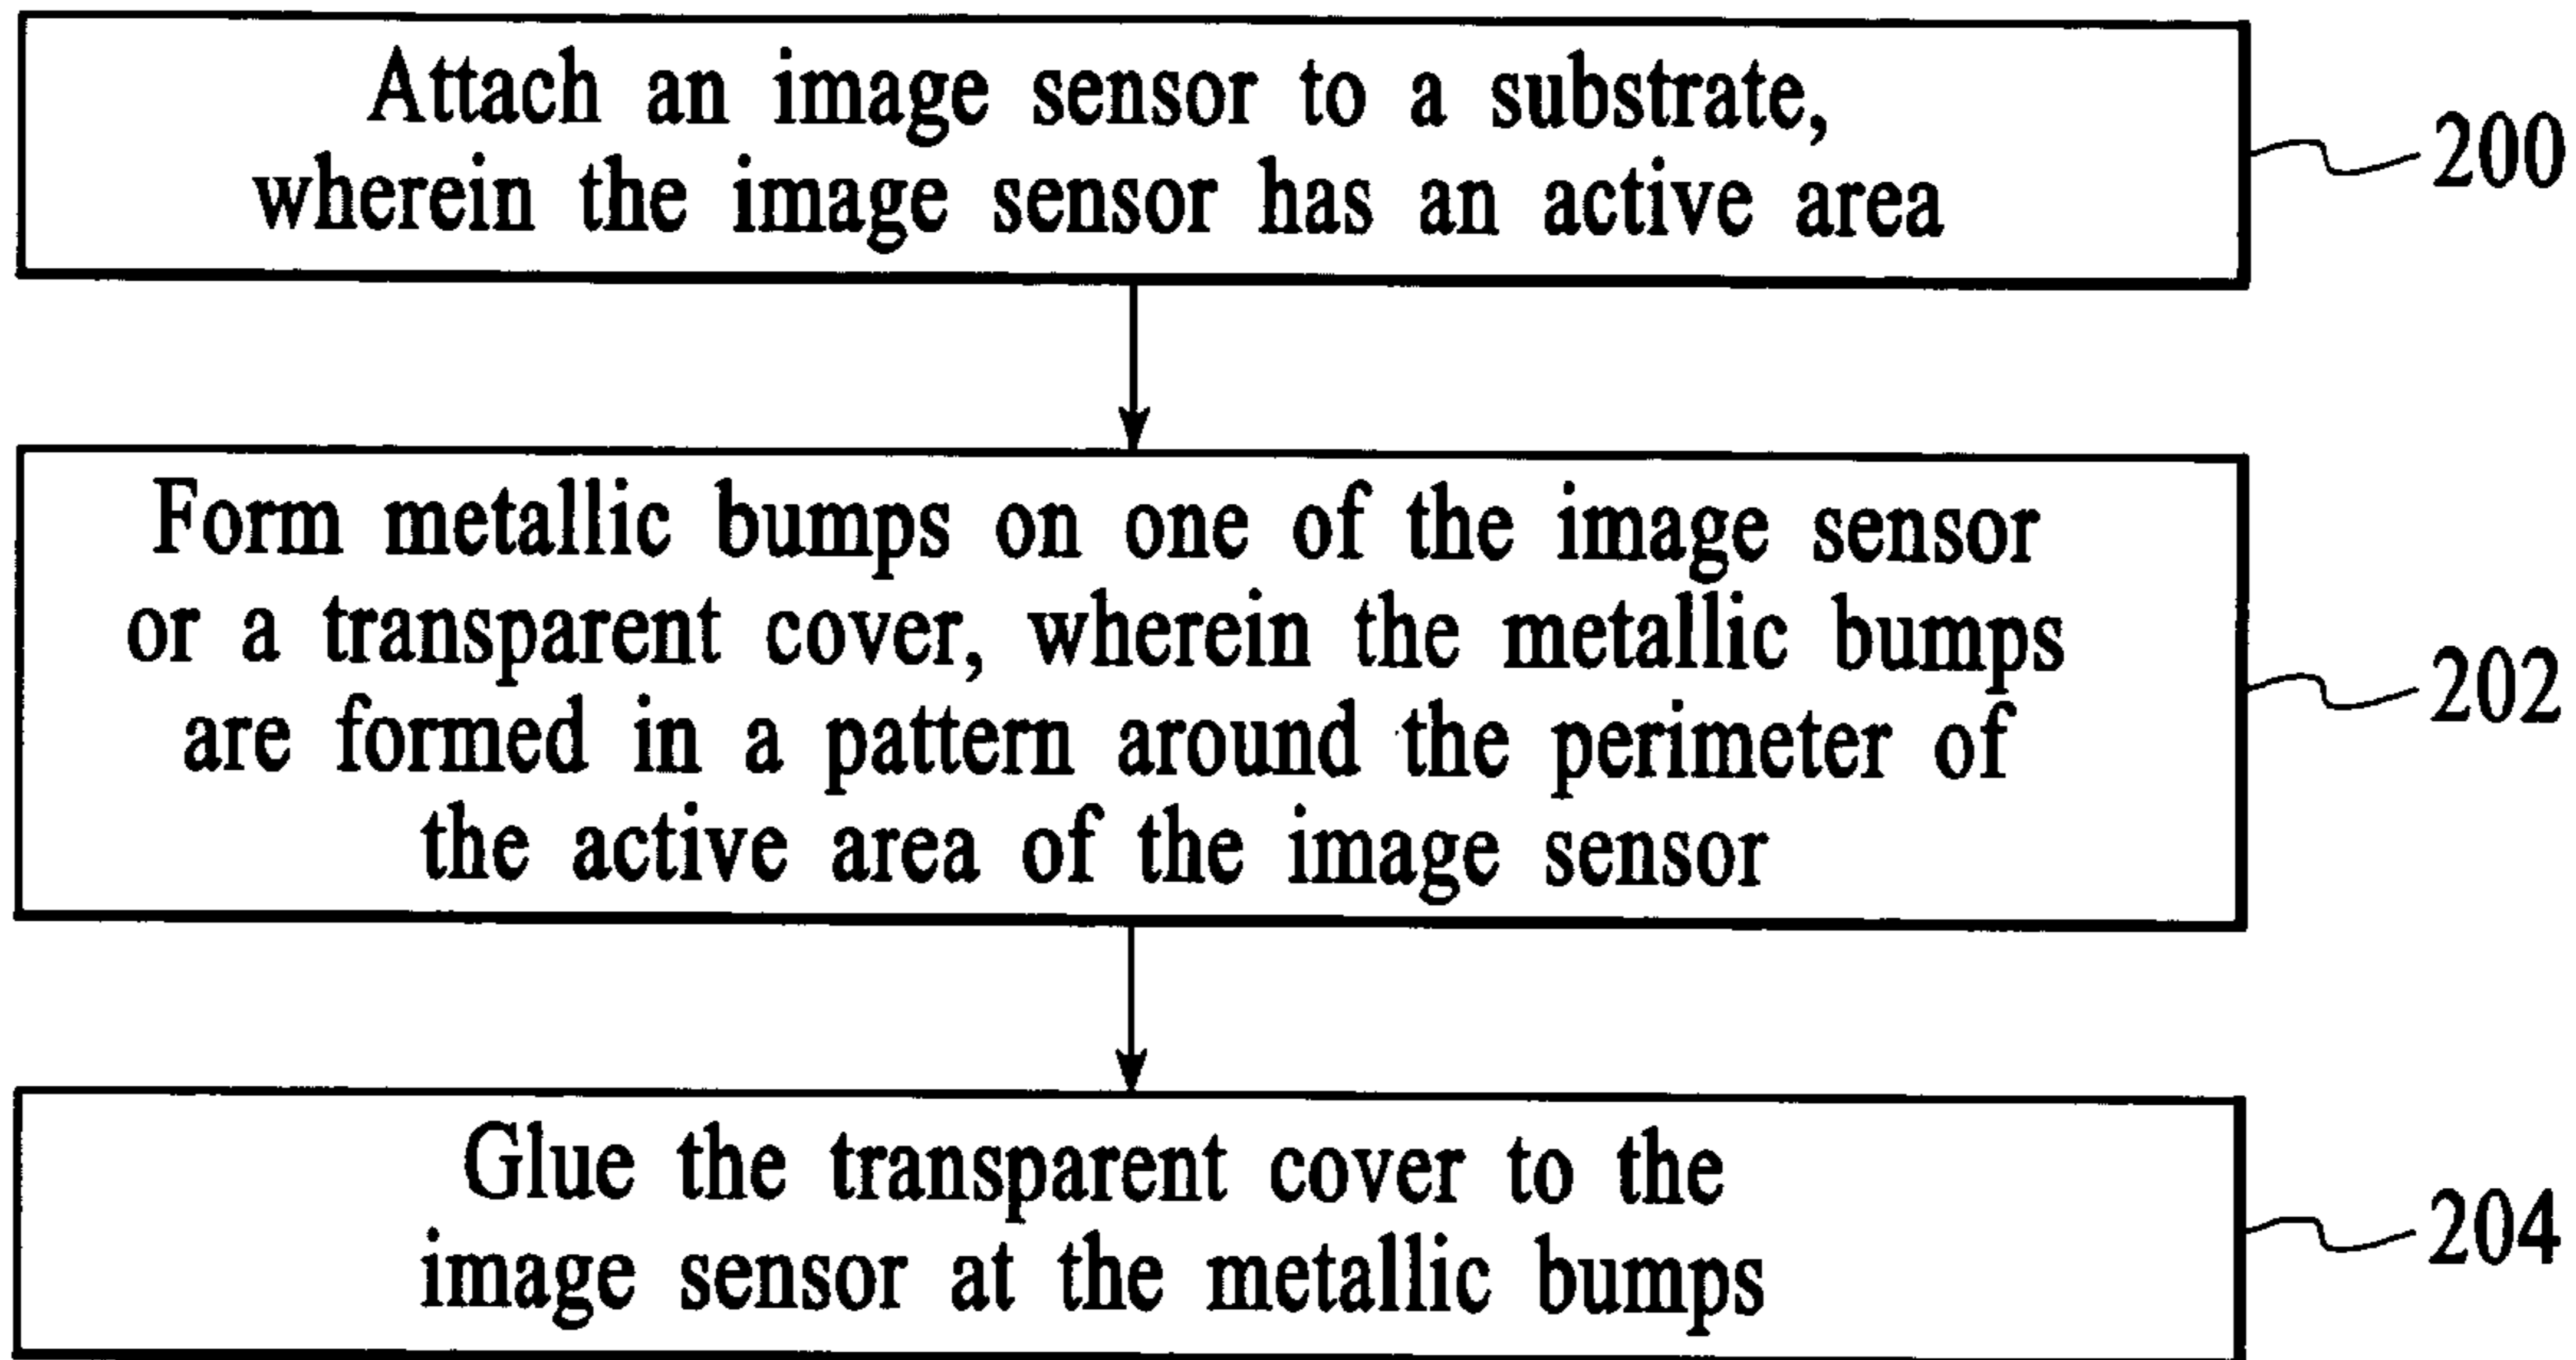 Attach an image sensor to a substrate,
wherein the image sensor has an active area
200
Form metallic bumps on one of the image sensor
or a transparent cover, wherein the metallic bumps
are formed in a pattern around the perimeter of
the active area of the image sensor
202
Glue the transparent cover to the
image sensor at the metallic bumps
204